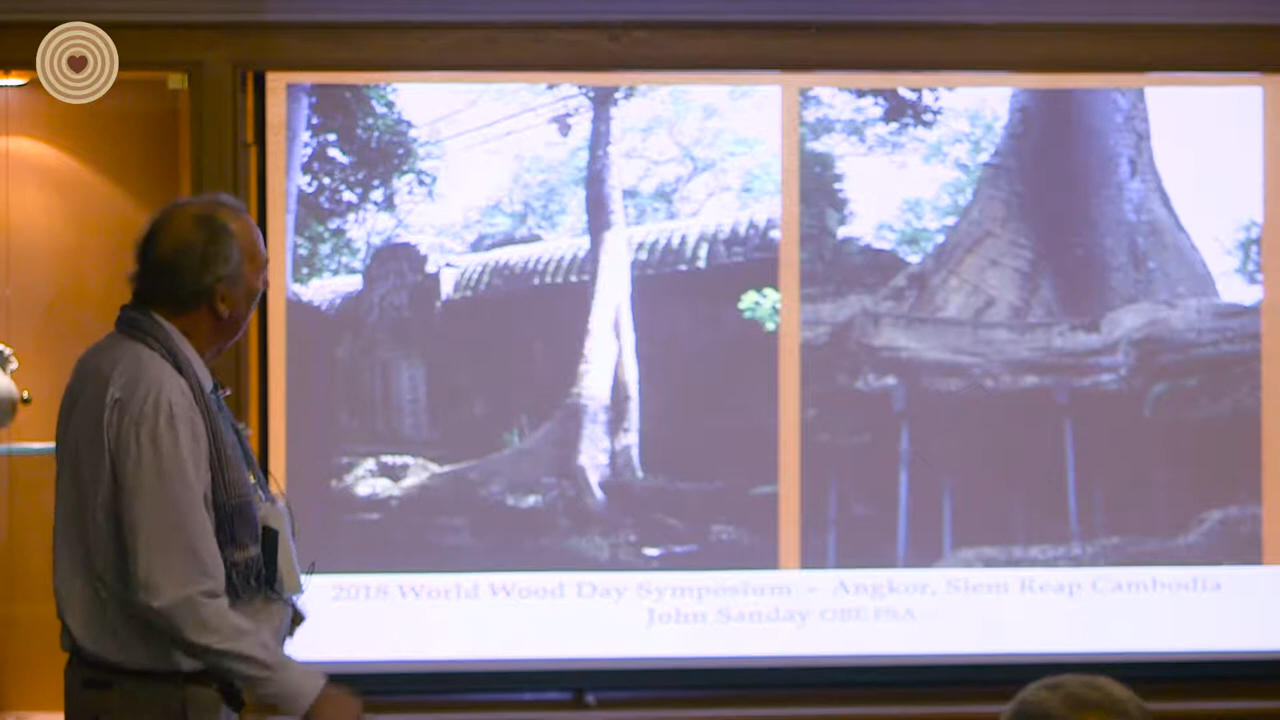 2018 World Wood Day Symposium - Angkor, Siem Reap Cambodia
John Sanday OBE FSA